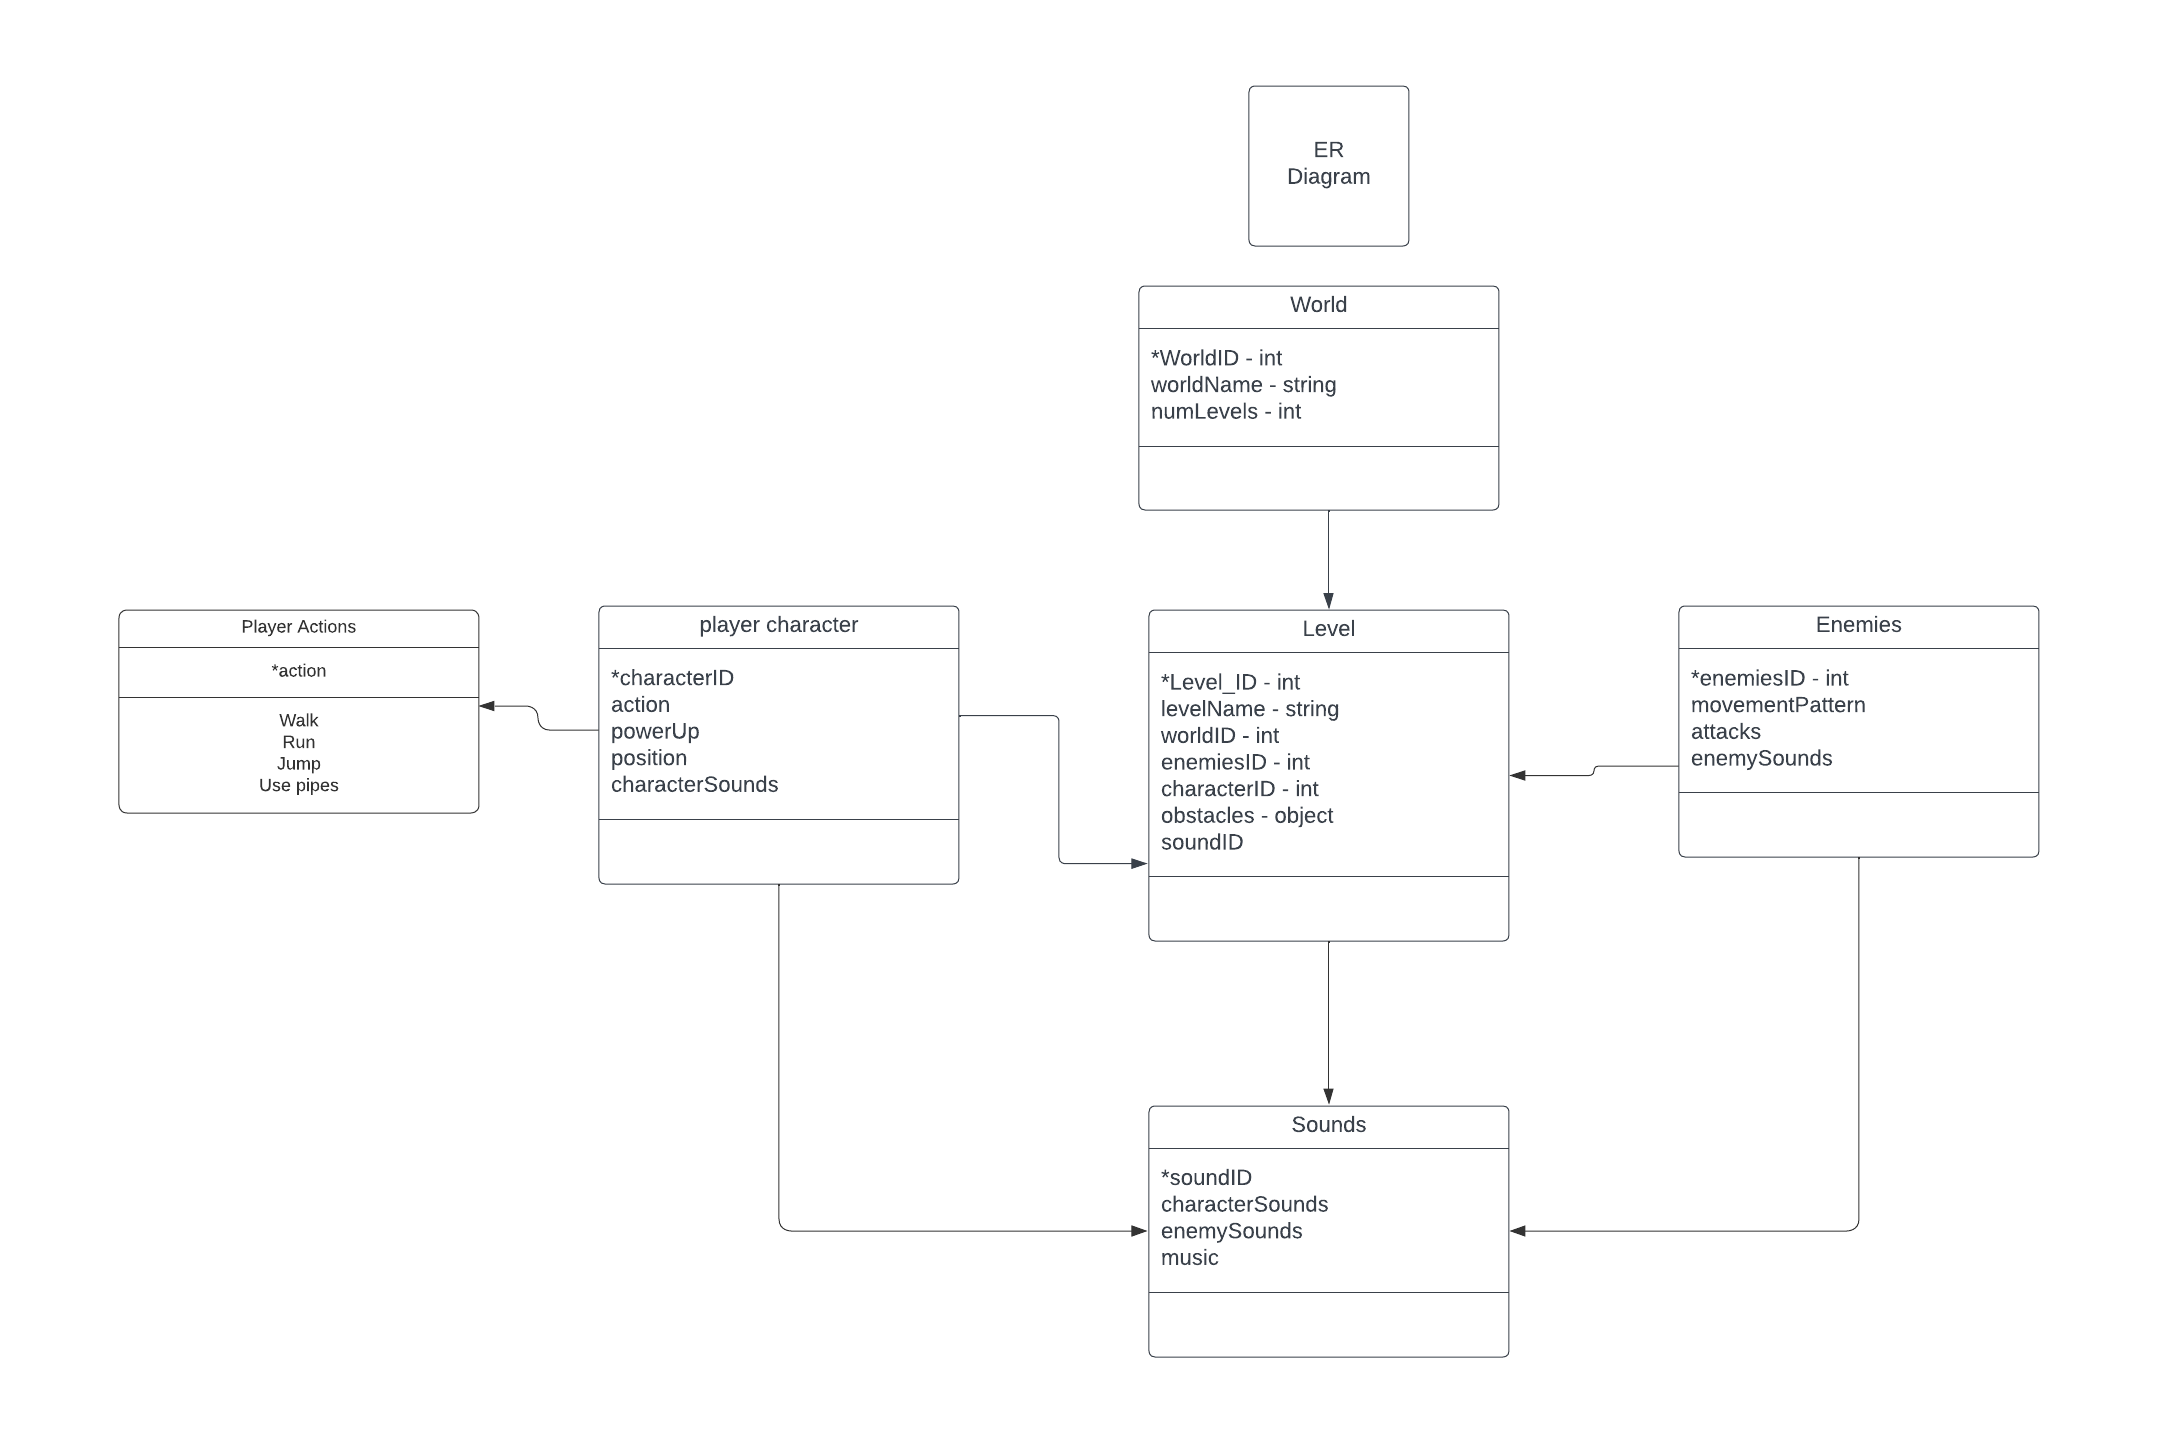 ER
Diagram
World
*WorldID - int
worldName - string
numLevels - int
Player Actions
*action
Walk
Run
Jump
Use pipes
player character
*characterID
action
powerUp
position
characterSounds
Level
*Level_ID - int
levelName - string
worldID - int
enemiesID - int
characterID - int
obstacles - object
soundID
Enemies
*enemiesID - int
movementPattern
attacks
enemySounds
Sounds
*soundID
characterSounds
enemySounds
music